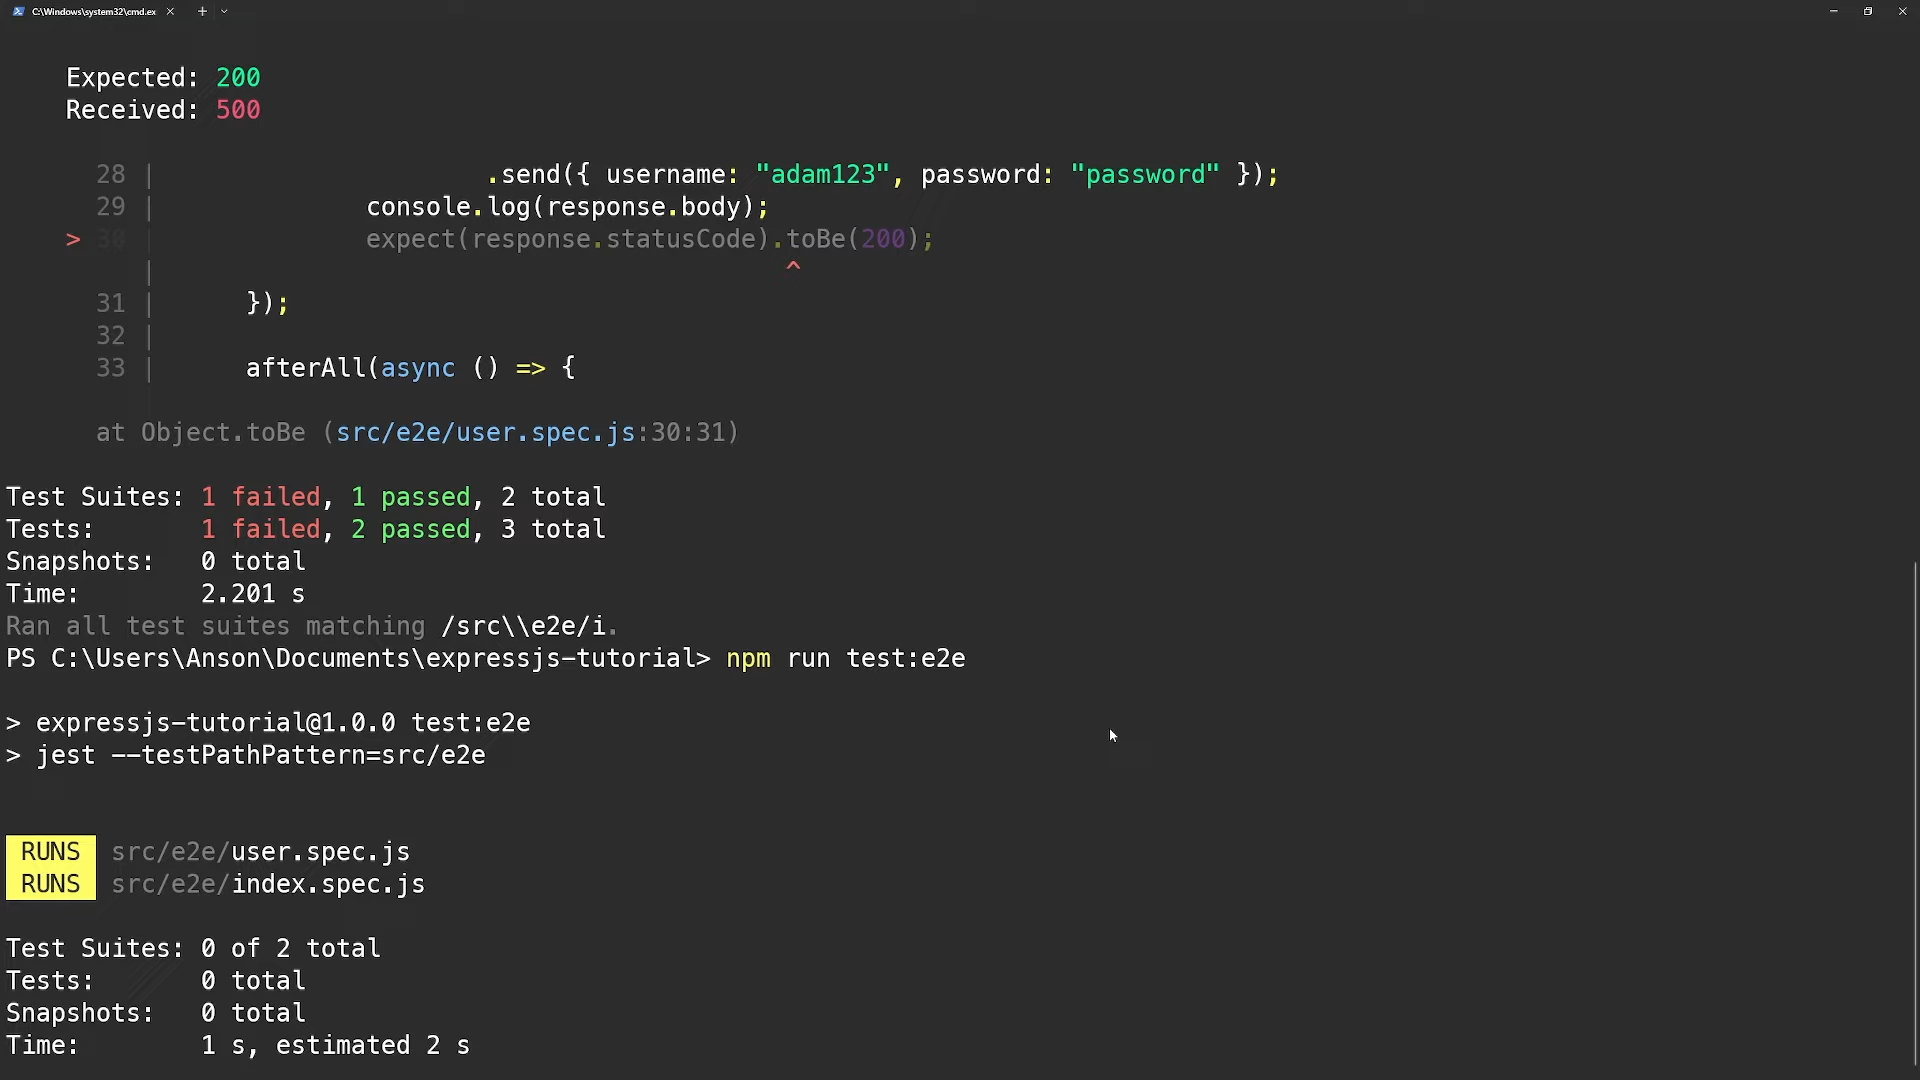 C:\Windows\system32\cmd.ex
Expected: 200
Received: 500
28 | .send({ username: "adam123", password: "password" });
29 | console.log(response.body);
> 30 | expect(response.statusCode).toBe(200);
| ^
31 | });
32 |
33 | afterAll(async () => {
at Object.toBe (src/e2e/user.spec.js:30:31)
Test Suites: 1 failed, 1 passed, 2 total
Tests: 1 failed, 2 passed, 3 total
Snapshots: 0 total
Time: 2.201 s
Ran all test suites matching /src\\e2e/i.
PS C:\Users\Anson\Documents\expressjs-tutorial> npm run test:e2e
> expressjs-tutorial@1.0.0 test:e2e
> jest --testPathPattern=src/e2e
RUNS src/e2e/user.spec.js
RUNS src/e2e/index.spec.js
Test Suites: 0 of 2 total
Tests: 0 total
Snapshots: 0 total
Time: 1 s, estimated 2 s